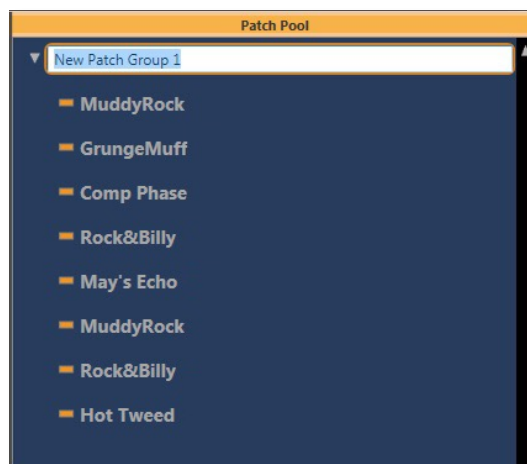 Patch Pool
New Patch Group 1
MuddyRock
GrungeMuff
Comp Phase
Rock&Billy
May's Echo
MuddyRock
Rock&Billy
Hot Tweed